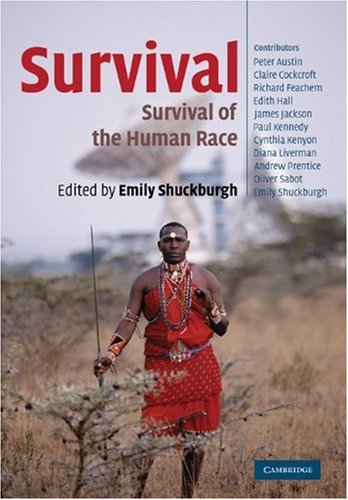 Survival
Survival of
the Human Race
Edited by Emily Shuckburgh
Contributors
Peter Austin
Claire Cockcroft
Richard Feachem
Edith Hall
James Jackson
Paul Kennedy
Cynthia Kenyon
Diana Liverman
Andrew Prentice
Oliver Sabot
Emily Shuckburgh
CAMBRIDGE